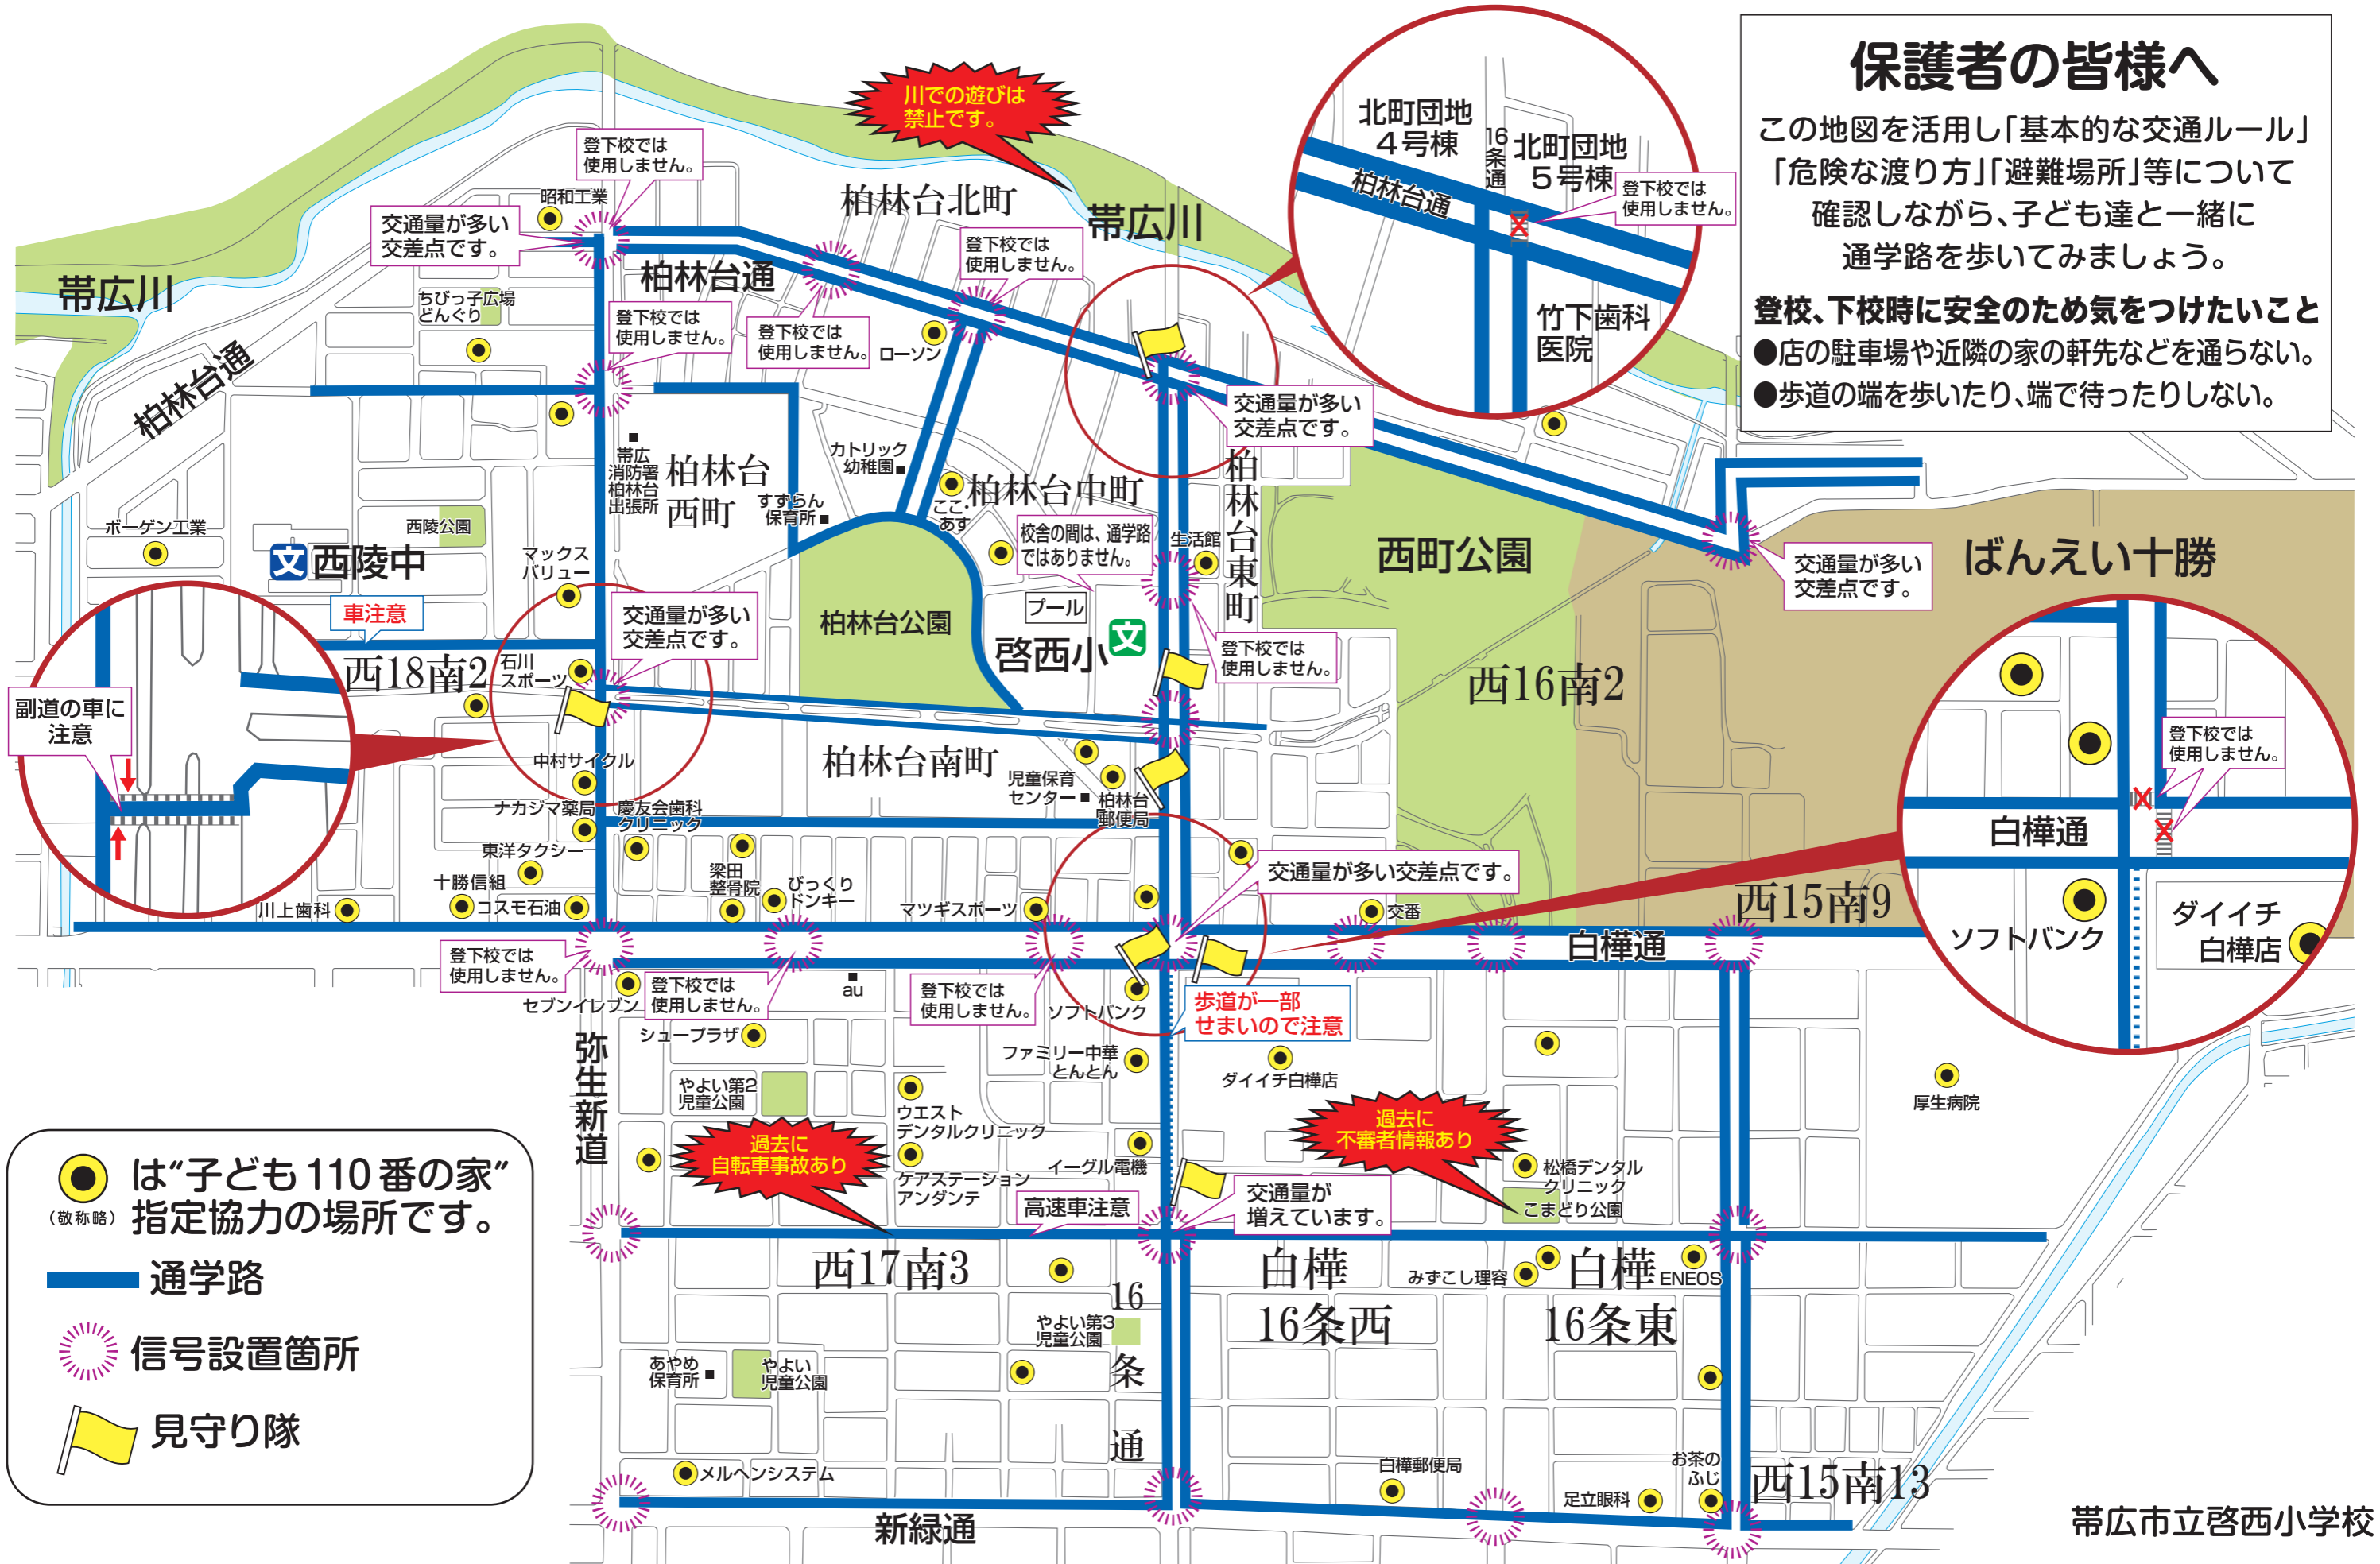 保護者の皆様へ
この地図を活用し「基本的な交通ルール」
「危険な渡り方」「避難場所」等について
確認しながら、子ども達と一緒に
通学路を歩いてみましょう。
登校、下校時に安全のため気をつけたいこと
●店の駐車場や近隣の家の軒先などを通らない。
●歩道の端を歩いたり、端で待ったりしない。
川での遊びは
禁止です。
北町団地
4号棟
16条通
北町団地
5号棟
柏林台通
登下校では
使用しません。
竹下歯科
医院
登下校では
使用しません。
昭和工業
交通量が多い
交差点です。
柏林台北町
帯広川
登下校では
使用しません。
柏林台通
帯広川
ちびっ子広場
どんぐり
登下校では
使用しません。
登下校では
使用しません。
ローソン
柏林台通
交通量が多い
交差点です。
帯広
消防署
柏林台
出張所
柏林台
西町
カトリック
幼稚園
すずらん
保育所
ここ・
あす
柏林台中町
柏林台東町
校舎の間は、通学路
ではありません。
生活館
西町公園
交通量が多い
交差点です。
ばんえい十勝
ボーゲン工業
西陵公園
文
西陵中
マックス
バリュー
車注意
交通量が多い
交差点です。
柏林台公園
プール
啓西小
文
登下校では
使用しません。
西18南2
石川
スポーツ
西16南2
副道の車に
注意
中村サイクル
柏林台南町
児童保育
センター
柏林台
郵便局
ナカジマ薬局
慶友会歯科
クリニック
登下校では
使用しません。
白樺通
ソフトバンク
ダイイチ
白樺店
東洋タクシー
十勝信組
川上歯科
コスモ石油
梁田
整骨院
びっくり
ドンキー
マツギスポーツ
交通量が多い交差点です。
交番
西15南9
白樺通
登下校では
使用しません。
セブンイレブン
登下校では
使用しません。
au
登下校では
使用しません。
ソフトバンク
歩道が一部
せまいので注意
シュープラザ
ファミリー中華
とんとん
ダイイチ白樺店
弥生新道
やよい第2
児童公園
ウエスト
デンタルクリニック
厚生病院
過去に
自転車事故あり
過去に
不審者情報あり
ケアステーション
アンダンテ
イーグル電機
松橋デンタル
クリニック
こまどり公園
高速車注意
交通量が
増えています。
西17南3
白樺
16条西
みずこし理容
白樺
16条東
ENEOS
16条通
やよい第3
児童公園
あやめ
保育所
やよい
児童公園
メルヘンシステム
白樺郵便局
お茶の
ふじ
足立眼科
西15南13
新緑通
は“子ども110番の家”
(敬称略)
指定協力の場所です。
通学路
信号設置箇所
見守り隊
帯広市立啓西小学校